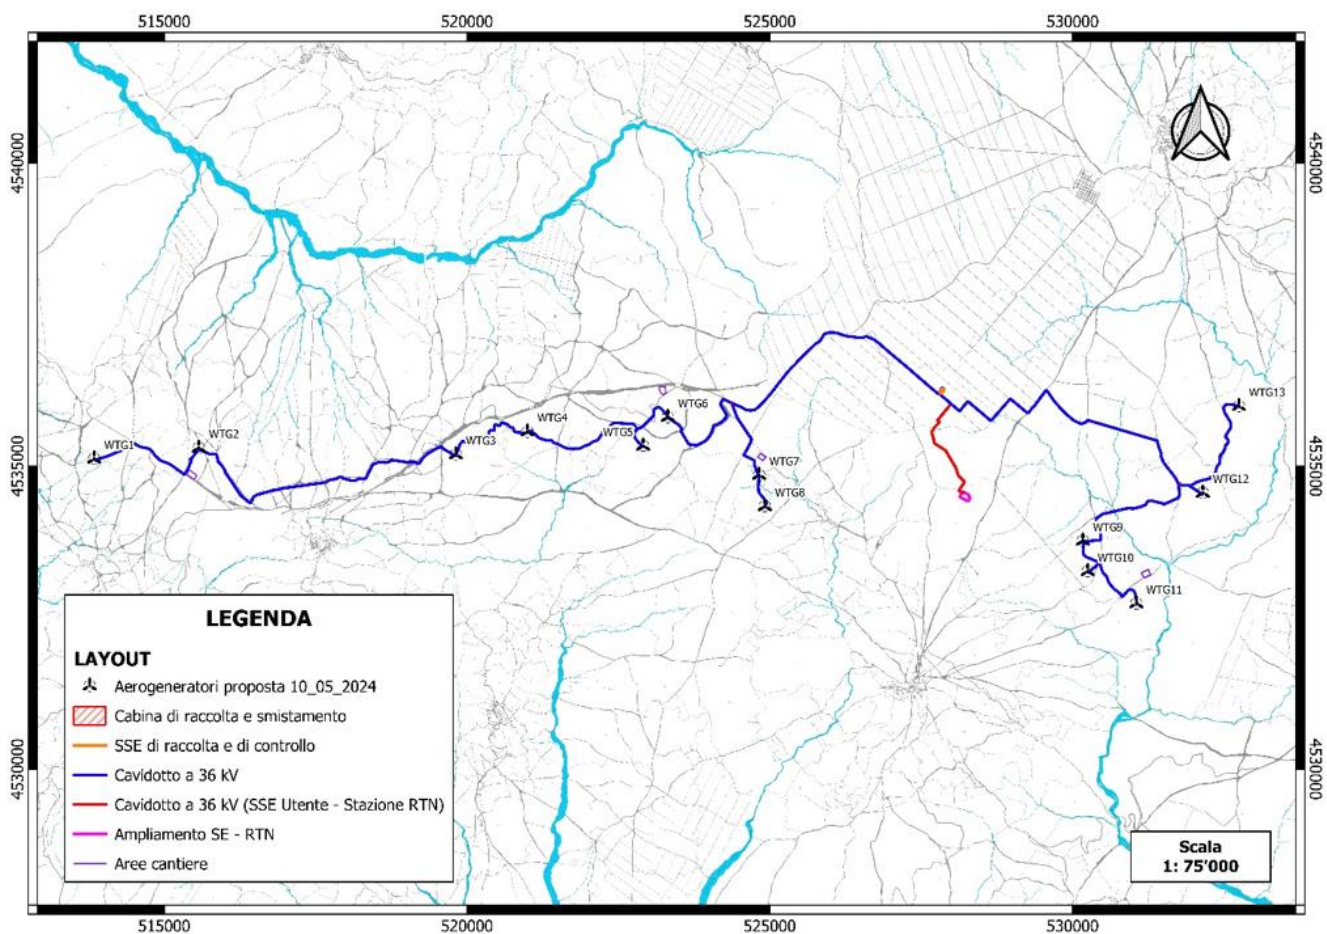 515000 520000 525000 530000
4540000 4540000
WTG13
WTG6
WTG4
WTG2
WTG5
WTG1
WTG3
WTG7
4535000 4535000
WTG12
WTG8
WTG9
WTG10
WTG11
LEGENDA
LAYOUT
Aerogeneratori proposta 10_05_2024
Cabina di raccolta e smistamento
SSE di raccolta e di controllo
Cavidotto a 36 kV
Cavidotto a 36 kV (SSE Utente - Stazione RTN)
Ampliamento SE - RTN
Aree cantiere
4530000 4530000
Scala
1: 75'000
515000 520000 525000 530000